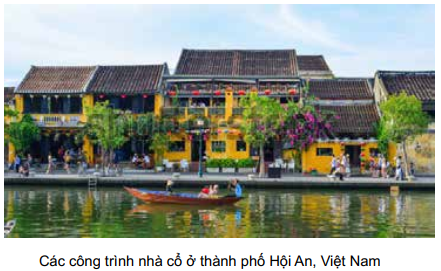 Các công trình nhà cổ ở thành phố Hội An, Việt Nam